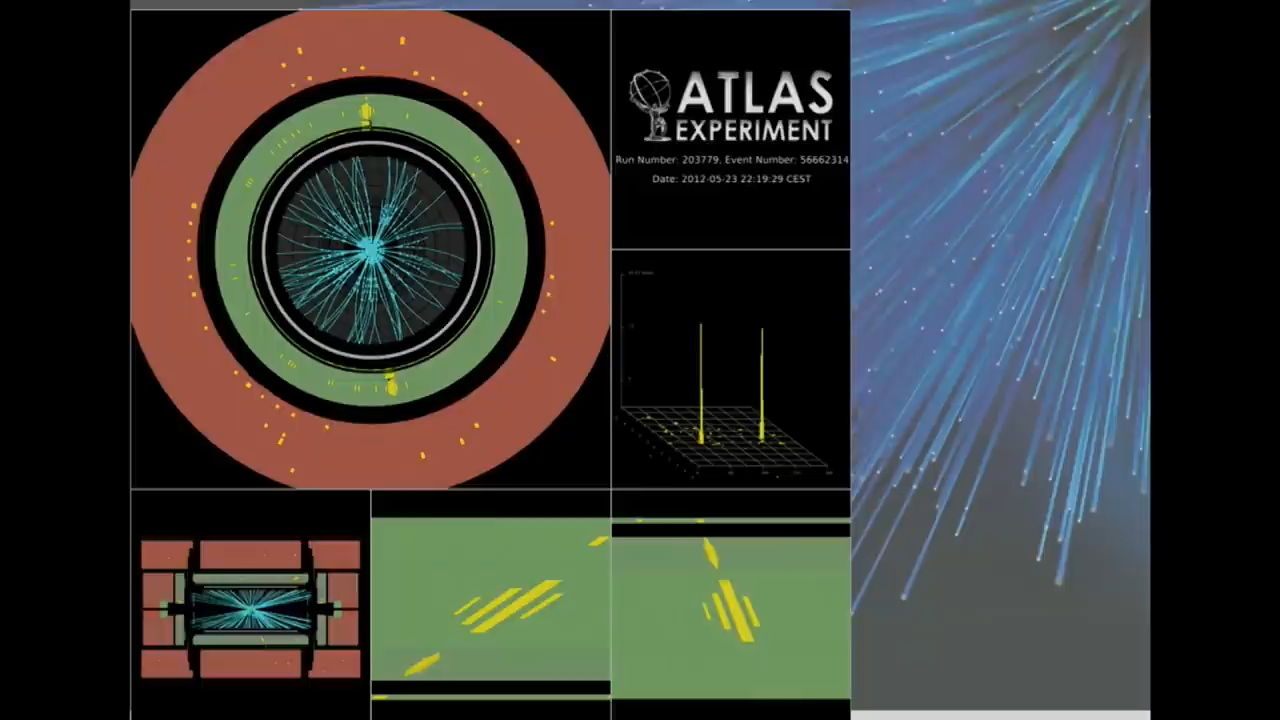 ATLAS
EXPERIMENT
Run Number: 203779, Event Number: 56662314
Date: 2012-05-23 22:19:29 CEST